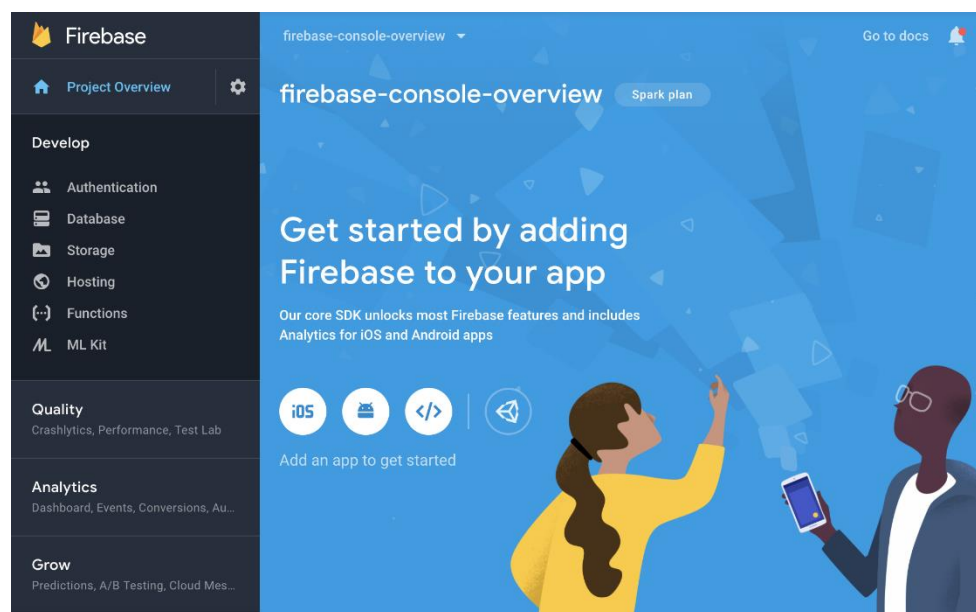 Firebase
Project Overview
Develop
Authentication
Database
Storage
Hosting
Functions
ML Kit
Quality
Crashlytics, Performance, Test Lab
Analytics
Dashboard, Events, Conversions, Au...
Grow
Predictions, A/B Testing, Cloud Mes...
firebase-console-overview
Go to docs
firebase-console-overview Spark plan
Get started by adding
Firebase to your app
Our core SDK unlocks most Firebase features and includes
Analytics for iOS and Android apps
iOS
</>
Add an app to get started